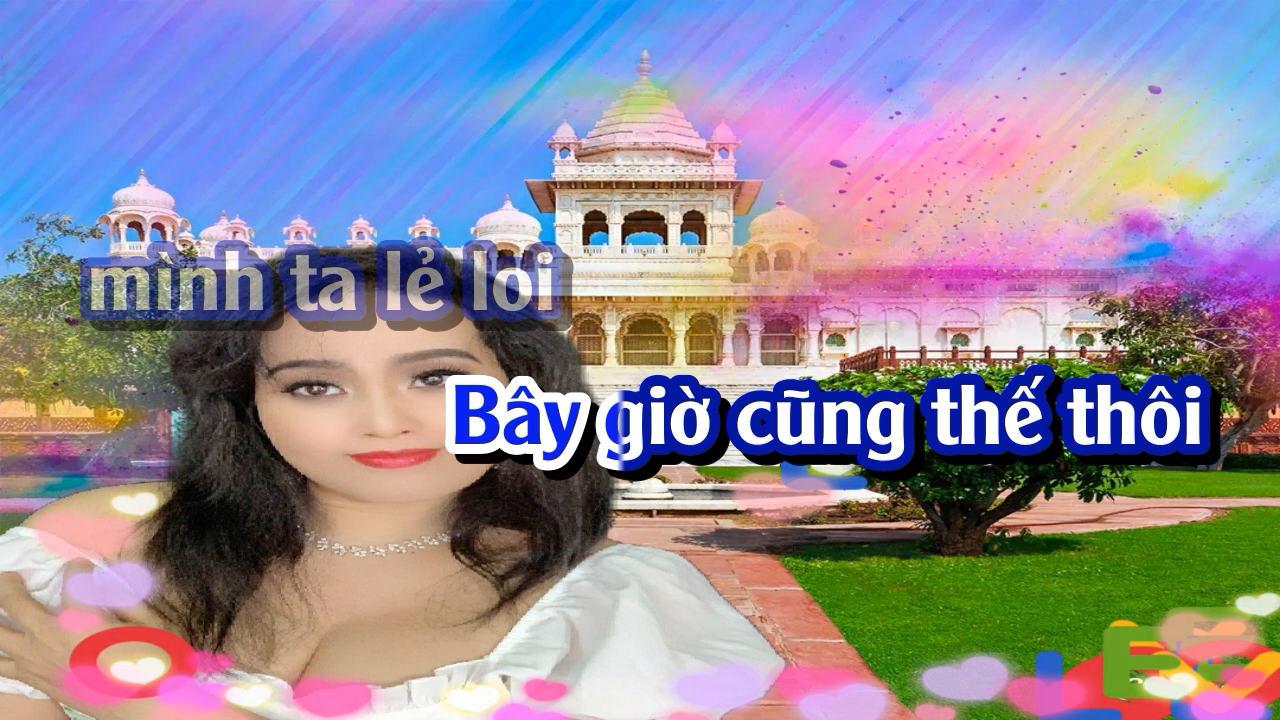 mình ta lẻ loi
Bây giờ cũng thế thôi